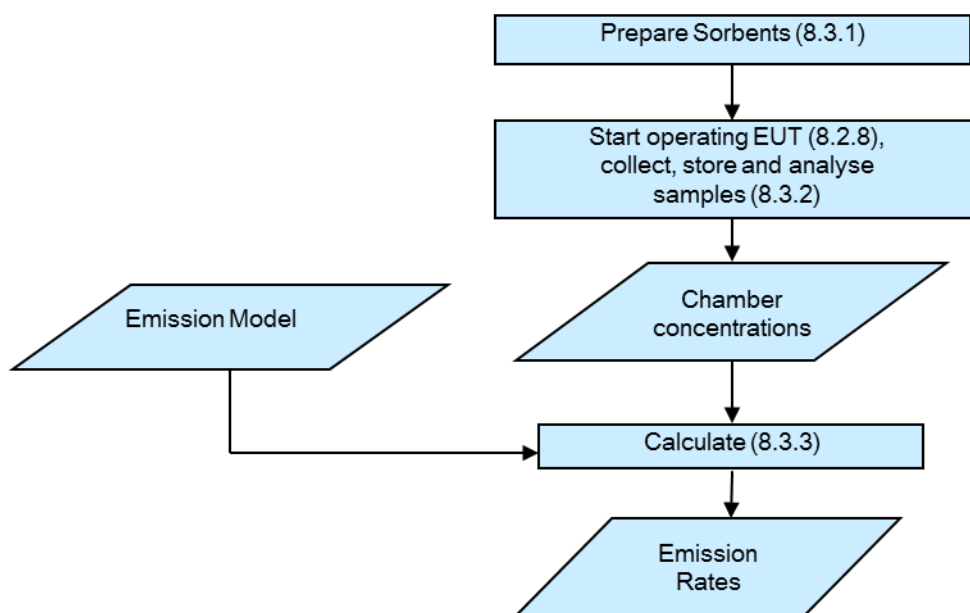 Prepare Sorbents (8.3.1)
Start operating EUT (8.2.8),
collect, store and analyse
samples (8.3.2)
Emission Model
Chamber
concentrations
Calculate (8.3.3)
Emission
Rates